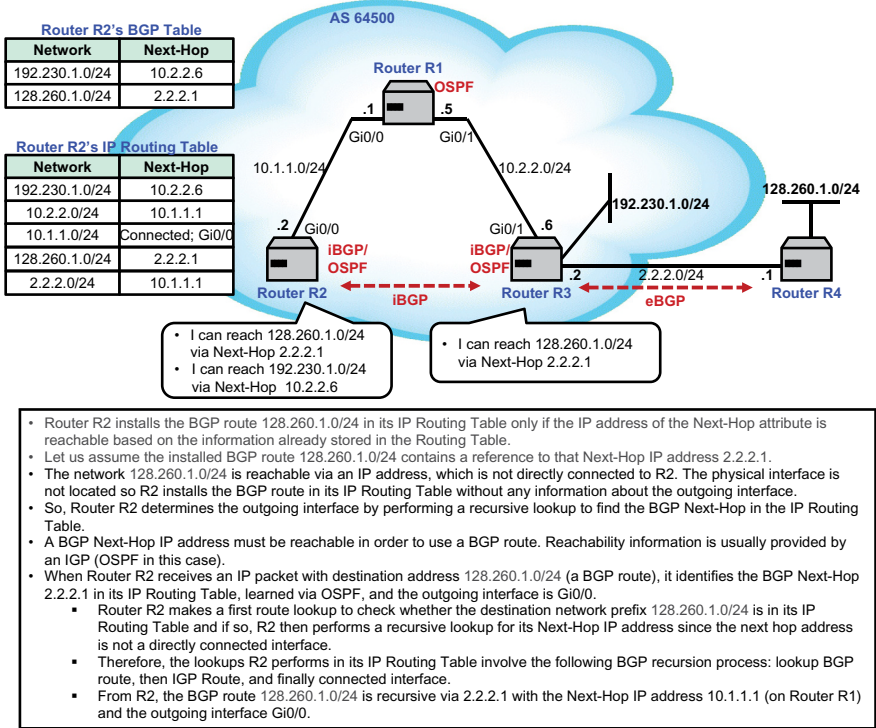 AS 64500
Router R2's BGP Table
Network Next-Hop
192.230.1.0/24 10.2.2.6
128.260.1.0/24 2.2.2.1
Router R2's IP Routing Table
Network Next-Hop
192.230.1.0/24 10.2.2.6
10.2.2.0/24 10.1.1.1
10.1.1.0/24 Connected; Gi0/0
128.260.1.0/24 2.2.2.1
2.2.2.0/24 10.1.1.1
Router R1
OSPF
.1 .5
Gi0/0 Gi0/1
10.1.1.0/24 10.2.2.0/24
192.230.1.0/24
128.260.1.0/24
.2 Gi0/0
Gi0/1 .6
iBGP/
OSPF
iBGP/
OSPF
.2 2.2.2.0/24 .1
Router R2 iBGP Router R3 eBGP Router R4
• I can reach 128.260.1.0/24
via Next-Hop 2.2.2.1
• I can reach 192.230.1.0/24
via Next-Hop 10.2.2.6
• I can reach 128.260.1.0/24
via Next-Hop 2.2.2.1
• Router R2 installs the BGP route 128.260.1.0/24 in its IP Routing Table only if the IP address of the Next-Hop attribute is
reachable based on the information already stored in the Routing Table.
• Let us assume the installed BGP route 128.260.1.0/24 contains a reference to that Next-Hop IP address 2.2.2.1.
• The network 128.260.1.0/24 is reachable via an IP address, which is not directly connected to R2. The physical interface is
not located so R2 installs the BGP route in its IP Routing Table without any information about the outgoing interface.
• So, Router R2 determines the outgoing interface by performing a recursive lookup to find the BGP Next-Hop in the IP Routing
Table.
• A BGP Next-Hop IP address must be reachable in order to use a BGP route. Reachability information is usually provided by
an IGP (OSPF in this case).
• When Router R2 receives an IP packet with destination address 128.260.1.0/24 (a BGP route), it identifies the BGP Next-Hop
2.2.2.1 in its IP Routing Table, learned via OSPF, and the outgoing interface is Gi0/0.
▪ Router R2 makes a first route lookup to check whether the destination network prefix 128.260.1.0/24 is in its IP
Routing Table and if so, R2 then performs a recursive lookup for its Next-Hop IP address since the next hop address
is not a directly connected interface.
▪ Therefore, the lookups R2 performs in its IP Routing Table involve the following BGP recursion process: lookup BGP
route, then IGP Route, and finally connected interface.
▪ From R2, the BGP route 128.260.1.0/24 is recursive via 2.2.2.1 with the Next-Hop IP address 10.1.1.1 (on Router R1)
and the outgoing interface Gi0/0.